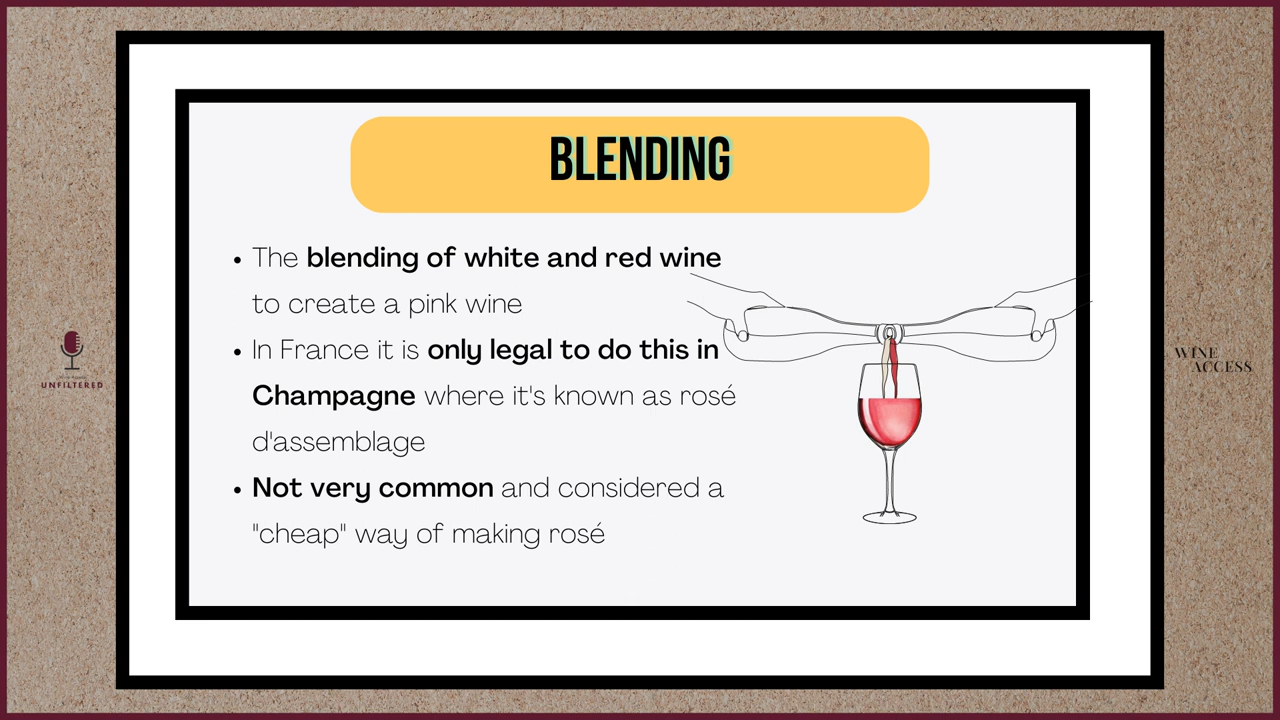 BLENDING
• The blending of white and red wine
to create a pink wine
• In France it is only legal to do this in
Champagne where it's known as rosé
d'assemblage
• Not very common and considered a
"cheap" way of making rosé
UNFILTERED
WINE
ACCESS